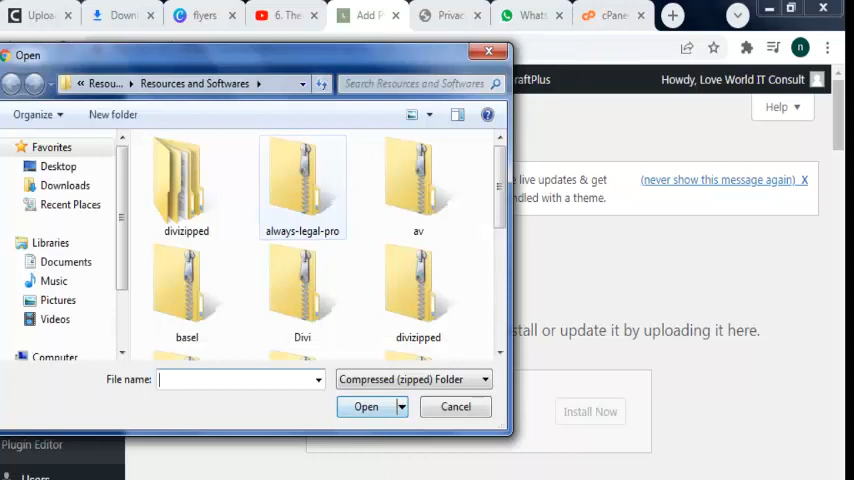 Uploa
Downl
flyers
6. The
Add P
Privac
Whats
cPane
n
Open
« Resou...
Resources and Softwares
Search Resources and Softwares
Organize
New folder
Favorites
Desktop
Downloads
Recent Places
Libraries
Documents
Music
Pictures
Videos
Computer
divizipped
always-legal-pro
av
basel
Divi
divizipped
File name:
Compressed (zipped) Folder
Open
Cancel
raftPlus
Howdy, Love World IT Consult
Help
e live updates & get
(never show this message again) X
ndled with a theme.
stall or update it by uploading it here.
Install Now
Plugin Editor
Users